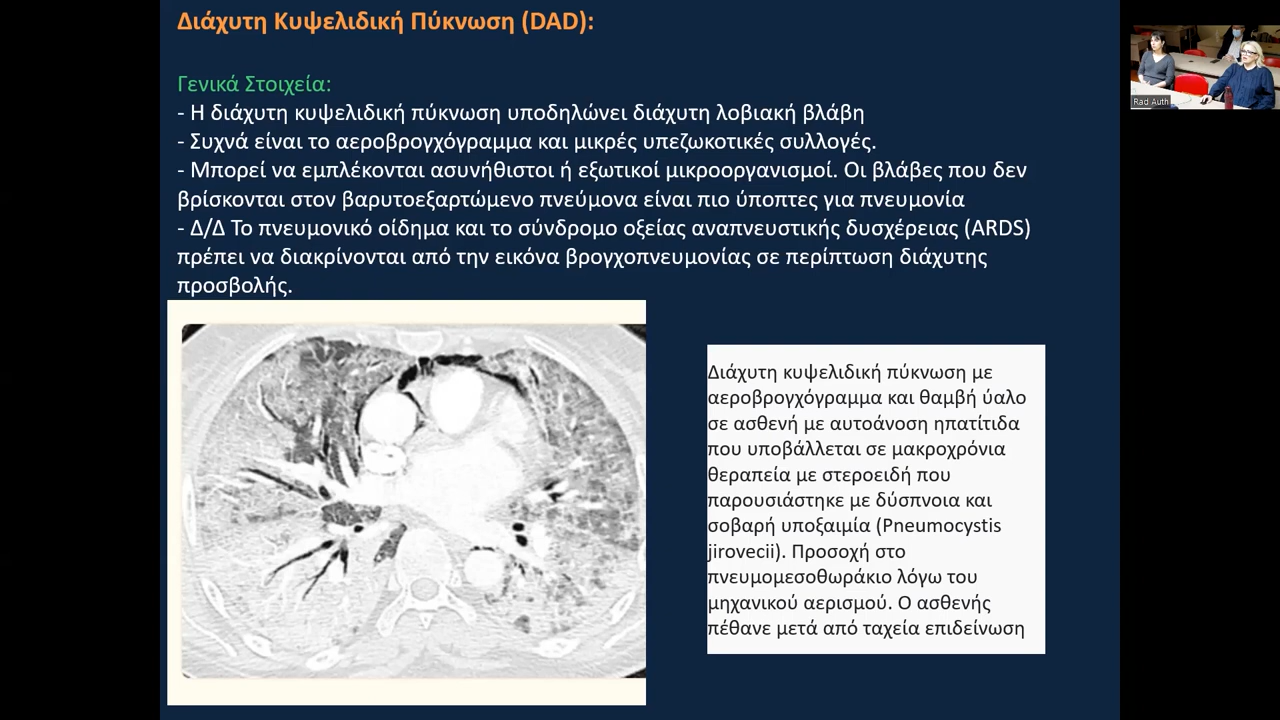 Διάχυτη Κυψελιδική Πύκνωση (DAD):
Γενικά Στοιχεία:
- Η διάχυτη κυψελιδική πύκνωση υποδηλώνει διάχυτη λοβιακή βλάβη
- Συχνά είναι το αεροβρογχόγραμμα και μικρές υπεζωκοτικές συλλογές.
- Μπορεί να εμπλέκονται ασυνήθιστοι ή εξωτικοί μικροοργανισμοί. Οι βλάβες που δεν
βρίσκονται στον βαρυτοεξαρτώμενο πνεύμονα είναι πιο ύποπτες για πνευμονία
- Δ/Δ Το πνευμονικό οίδημα και το σύνδρομο οξείας αναπνευστικής δυσχέρειας (ARDS)
πρέπει να διακρίνονται από την εικόνα βρογχοπνευμονίας σε περίπτωση διάχυτης
προσβολής.
Διάχυτη κυψελιδική πύκνωση με
αεροβρογχόγραμμα και θαμβή ύαλο
σε ασθενή με αυτοάνοση ηπατίτιδα
που υποβάλλεται σε μακροχρόνια
θεραπεία με στεροειδή που
παρουσιάστηκε με δύσπνοια και
σοβαρή υποξαιμία (Pneumocystis
jirovecii). Προσοχή στο
πνευμομεσοθωράκιο λόγω του
μηχανικού αερισμού. Ο ασθενής
πέθανε μετά από ταχεία επιδείνωση
Rad Auth